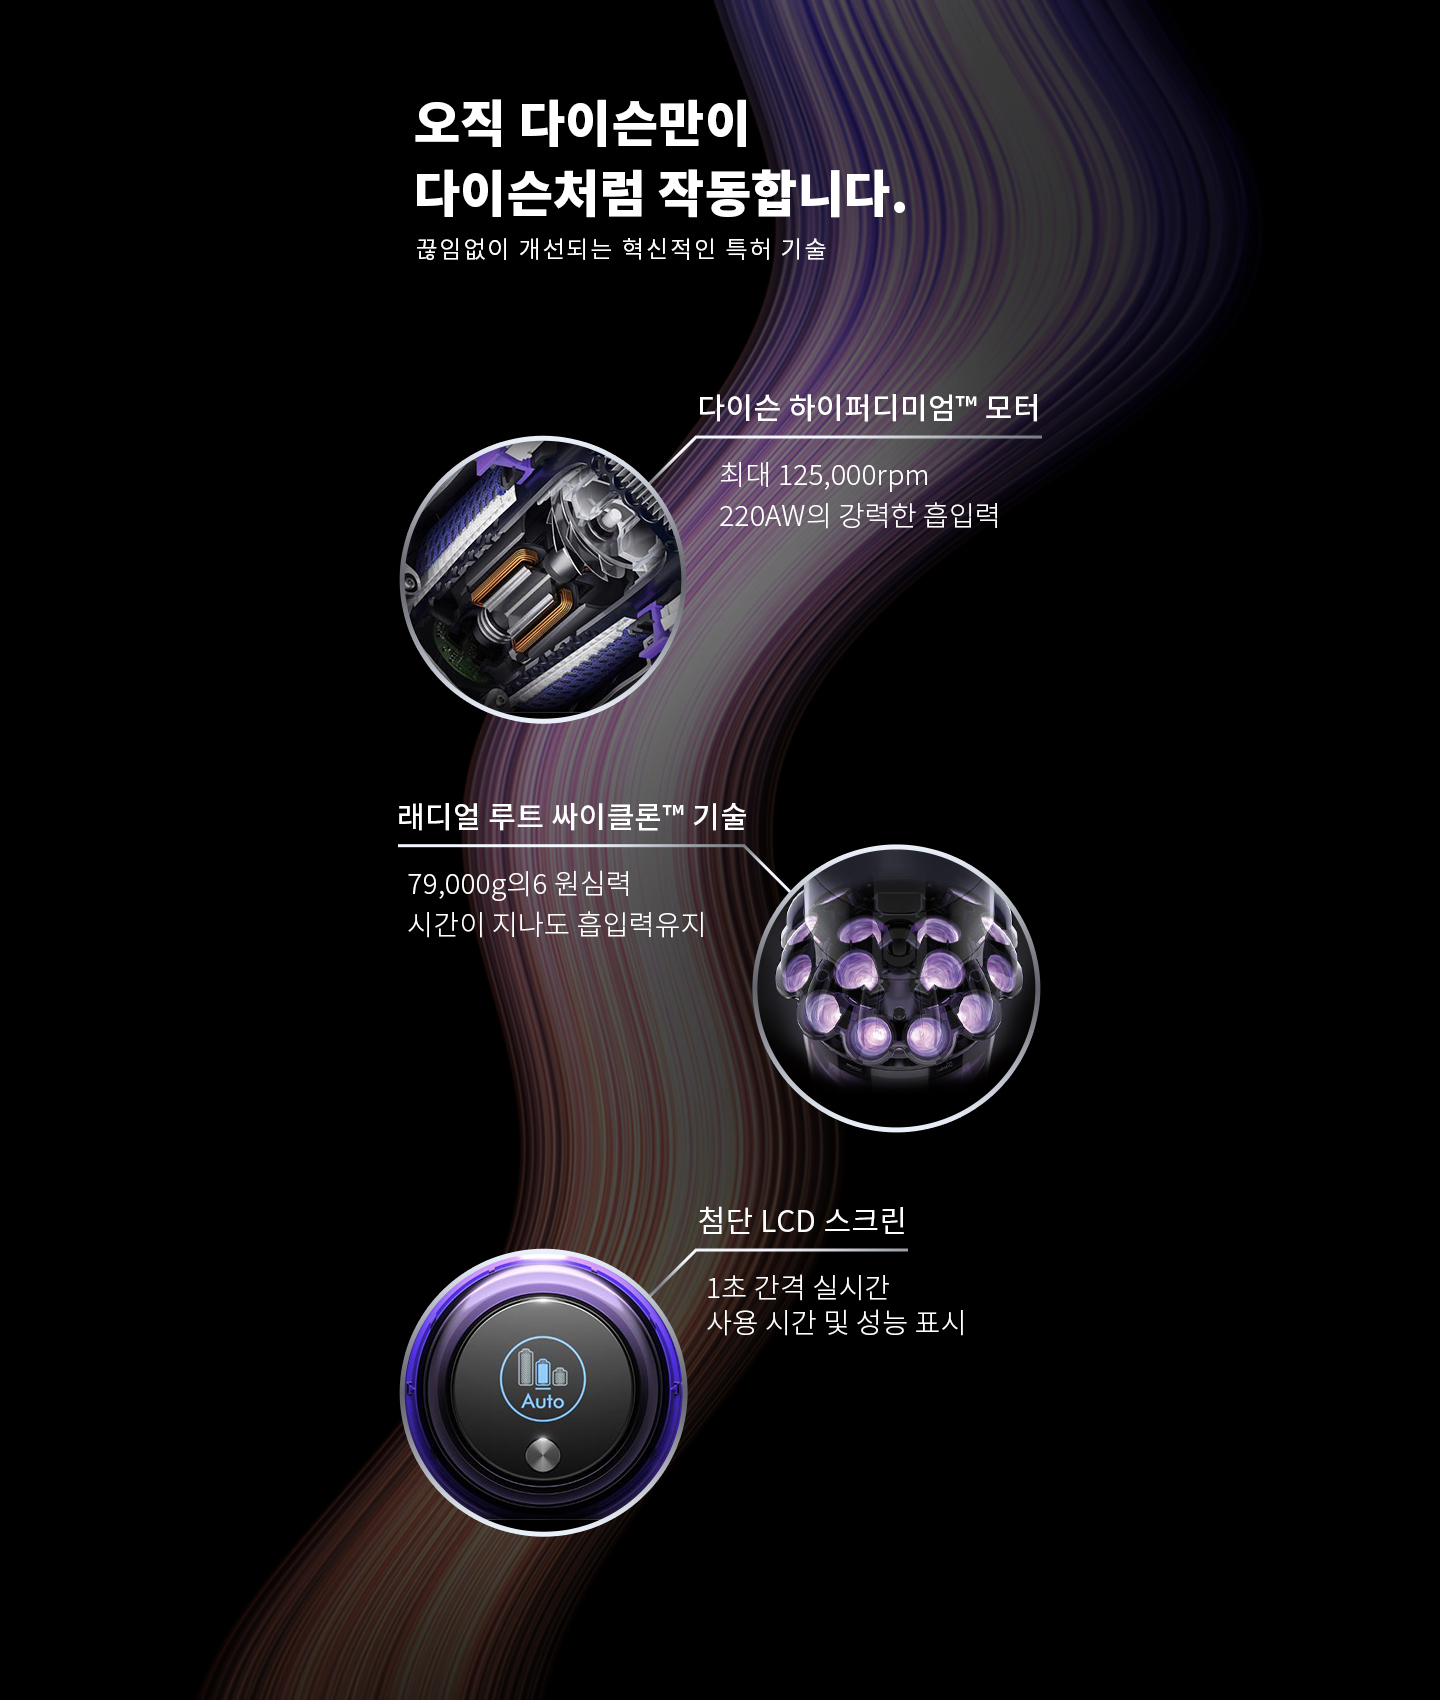 오직 다이슨만이
다이슨처럼 작동합니다.
끊임없이 개선되는 혁신적인 특허 기술
다이슨 하이퍼디미엄™ 모터
최대 125,000rpm
220AW의 강력한 흡입력
래디얼 루트 싸이클론™ 기술
79,000g의6 원심력
시간이 지나도 흡입력유지
첨단 LCD 스크린
1초 간격 실시간
사용 시간 및 성능 표시
Auto